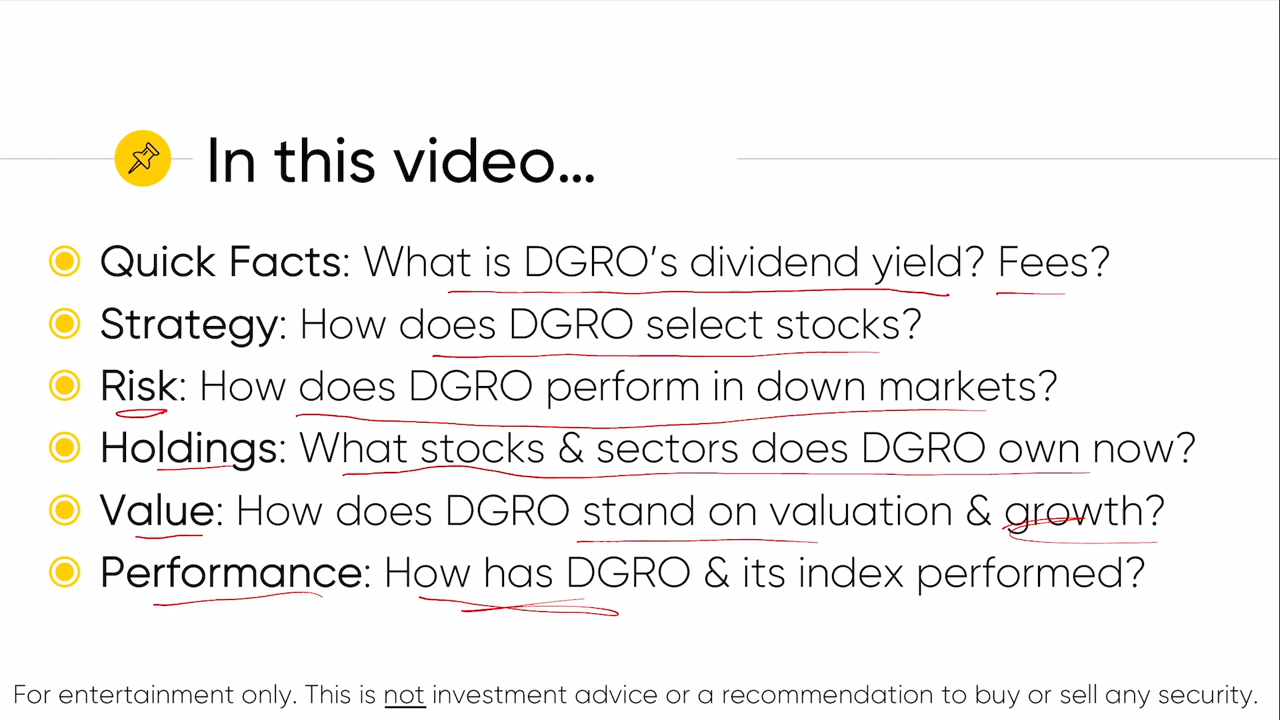 In this video...
Quick Facts: What is DGRO's dividend yield? Fees?
Strategy: How does DGRO select stocks?
Risk: How does DGRO perform in down markets?
Holdings: What stocks & sectors does DGRO own now?
Value: How does DGRO stand on valuation & growth?
Performance: How has DGRO & its index performed?
For entertainment only. This is not investment advice or a recommendation to buy or sell any security.